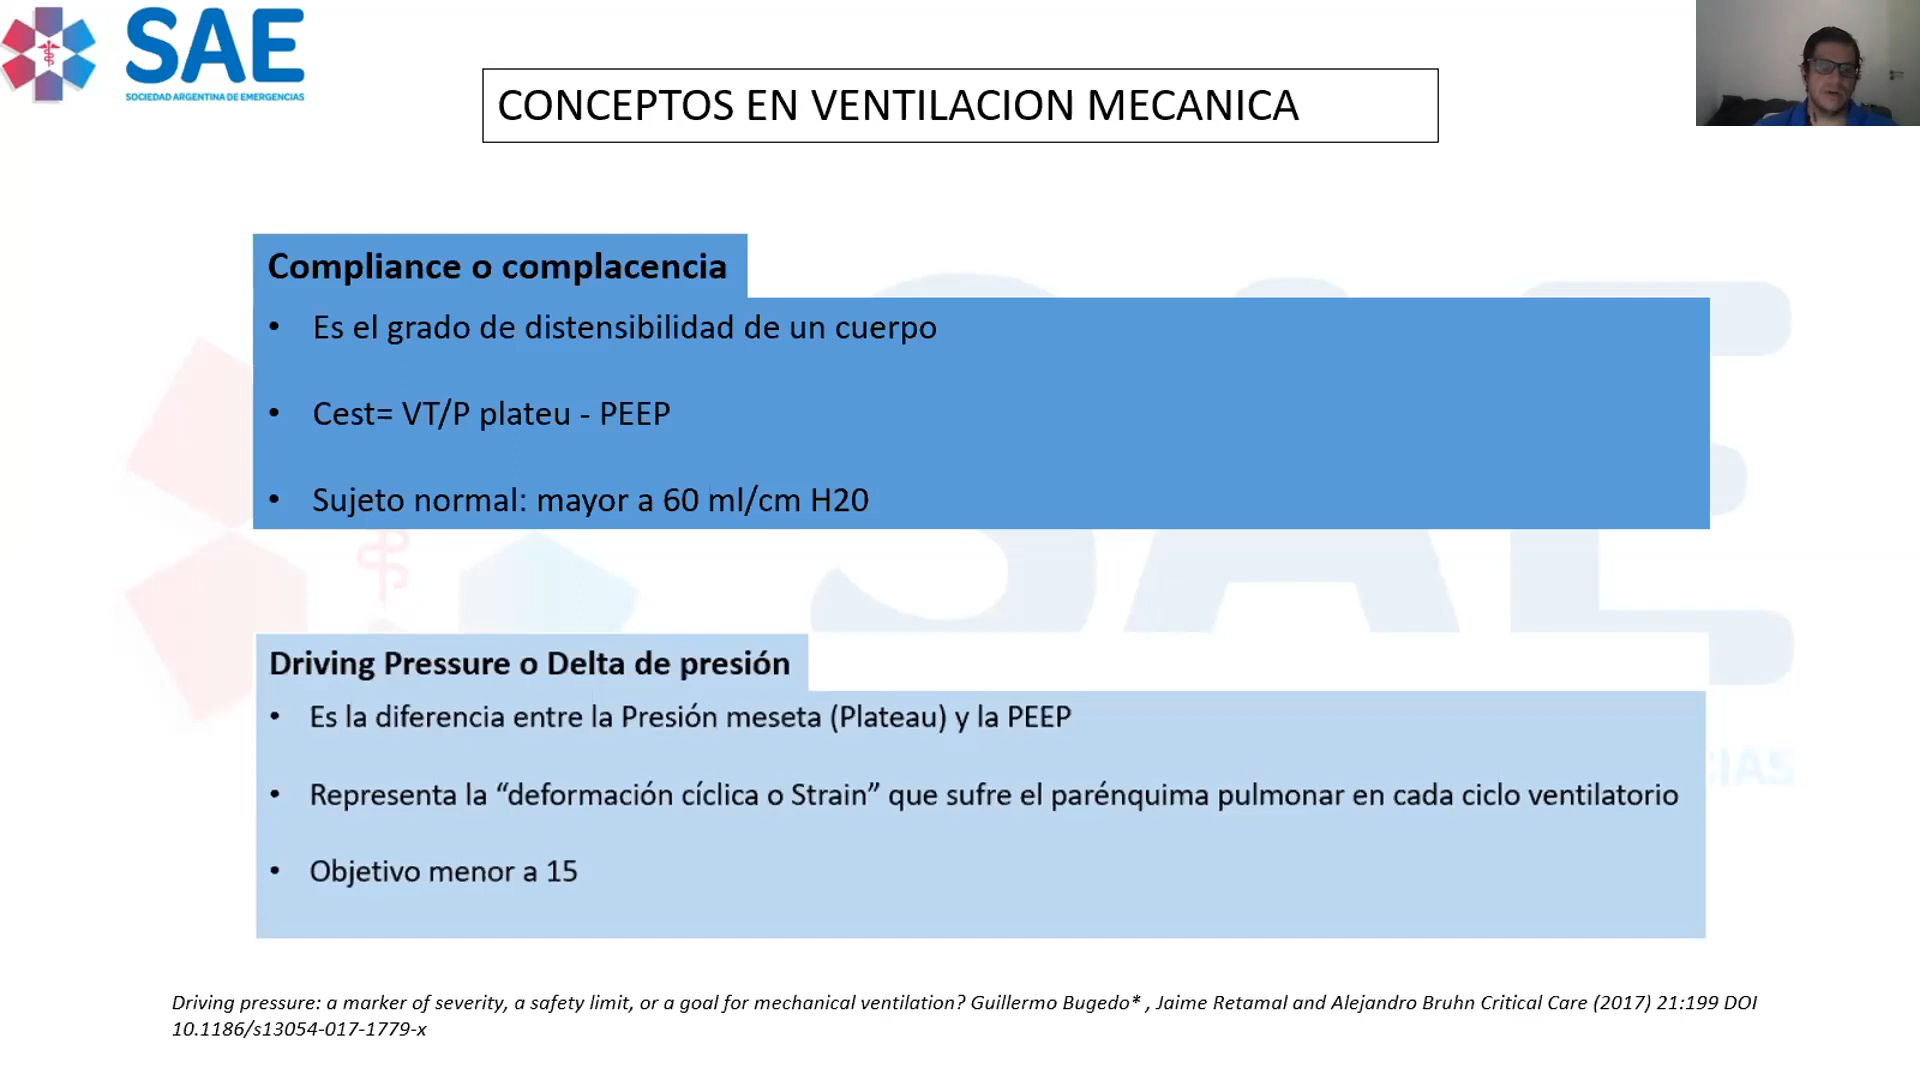 SAE
SOCIEDAD ARGENTINA DE EMERGENCIAS
CONCEPTOS EN VENTILACION MECANICA
Compliance o complacencia
• Es el grado de distensibilidad de un cuerpo
• Cest= VT/P plateu - PEEP
• Sujeto normal: mayor a 60 ml/cm H20
Driving Pressure o Delta de presión
• Es la diferencia entre la Presión meseta (Plateau) y la PEEP
• Representa la “deformación cíclica o Strain” que sufre el parénquima pulmonar en cada ciclo ventilatorio
• Objetivo menor a 15
Driving pressure: a marker of severity, a safety limit, or a goal for mechanical ventilation? Guillermo Bugedo* , Jaime Retamal and Alejandro Bruhn Critical Care (2017) 21:199 DOI
10.1186/s13054-017-1779-x